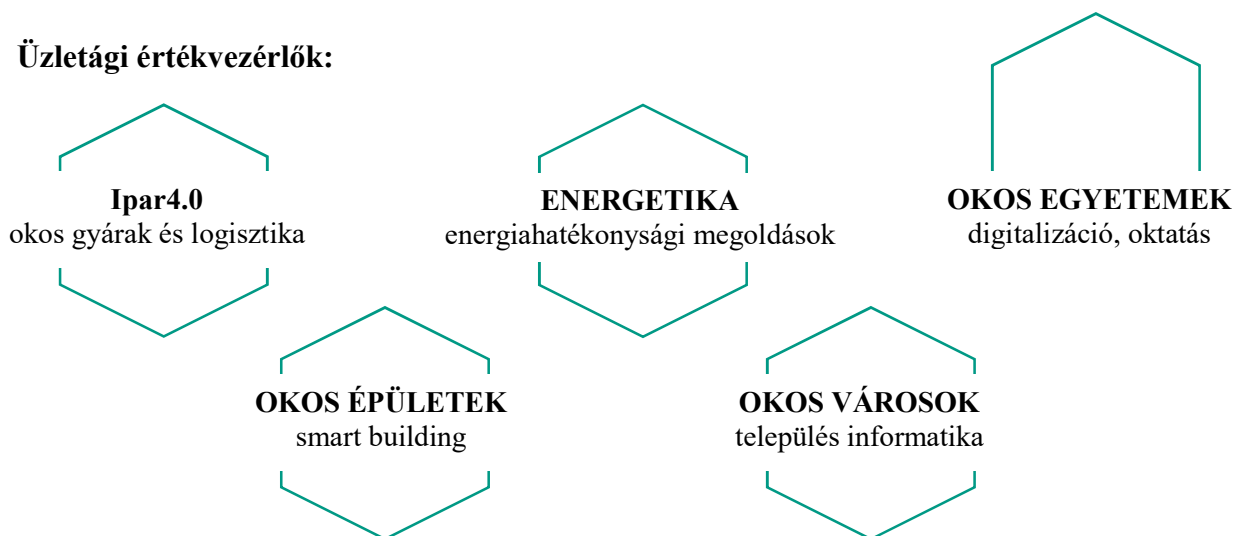 Üzletági értékvezérlők:
Ipar4.0
okos gyárak és logisztika
ENERGETIKA
energiahatékonysági megoldások
OKOS EGYETEMEK
digitalizáció, oktatás
OKOS ÉPÜLETEK
smart building
OKOS VÁROSOK
település informatika